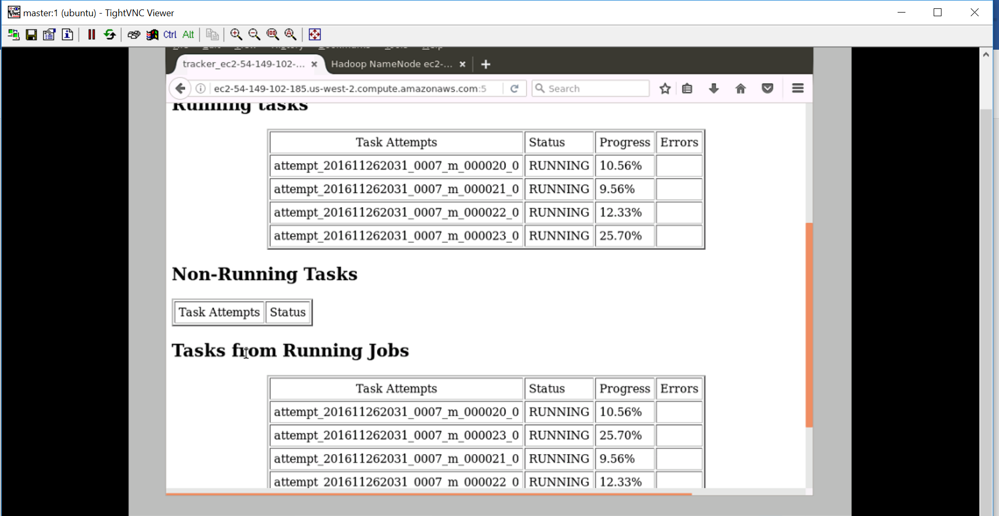 master:1 (ubuntu) - TightVNC Viewer
Ctrl Alt
tracker_ec2-54-149-102-... Hadoop NameNode ec2-...
ec2-54-149-102-185.us-west-2.compute.amazonaws.com:5 Search
Running tasks
Task Attempts Status Progress Errors
attempt_201611262031_0007_m_000020_0 RUNNING 10.56%
attempt_201611262031_0007_m_000021_0 RUNNING 9.56%
attempt_201611262031_0007_m_000022_0 RUNNING 12.33%
attempt_201611262031_0007_m_000023_0 RUNNING 25.70%
Non-Running Tasks
Task Attempts Status
Tasks from Running Jobs
Task Attempts Status Progress Errors
attempt_201611262031_0007_m_000020_0 RUNNING 10.56%
attempt_201611262031_0007_m_000023_0 RUNNING 25.70%
attempt_201611262031_0007_m_000021_0 RUNNING 9.56%
attempt_201611262031_0007_m_000022_0 RUNNING 12.33%